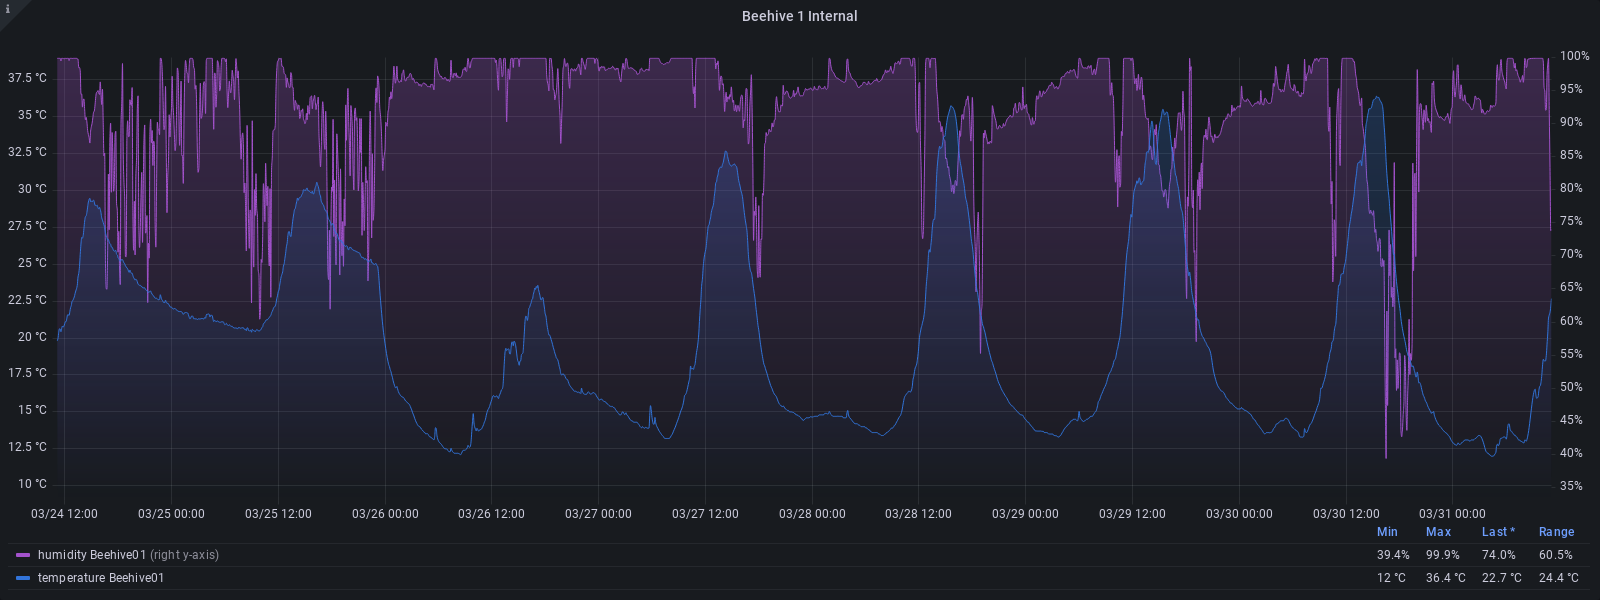 i
Beehive 1 Internal
37.5 °C
35 °C
32.5 °C
30 °C
27.5 °C
25 °C
22.5 °C
20 °C
17.5 °C
15 °C
12.5 °C
10 °C
100%
95%
90%
85%
80%
75%
70%
65%
60%
55%
50%
45%
40%
35%
03/24 12:00 03/25 00:00 03/25 12:00 03/26 00:00 03/26 12:00 03/27 00:00 03/27 12:00 03/28 00:00 03/28 12:00 03/29 00:00 03/29 12:00 03/30 00:00 03/30 12:00 03/31 00:00
Min Max Last * Range
humidity Beehive01 (right y-axis) 39.4% 99.9% 74.0% 60.5%
temperature Beehive01 12 °C 36.4 °C 22.7 °C 24.4 °C